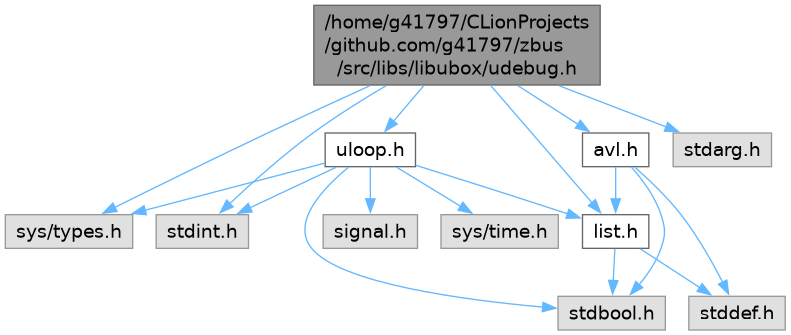 /home/g41797/CLionProjects
/github.com/g41797/zbus
/src/libs/libubox/udebug.h
uloop.h
avl.h
stdarg.h
sys/types.h
stdint.h
signal.h
sys/time.h
list.h
stdbool.h
stddef.h